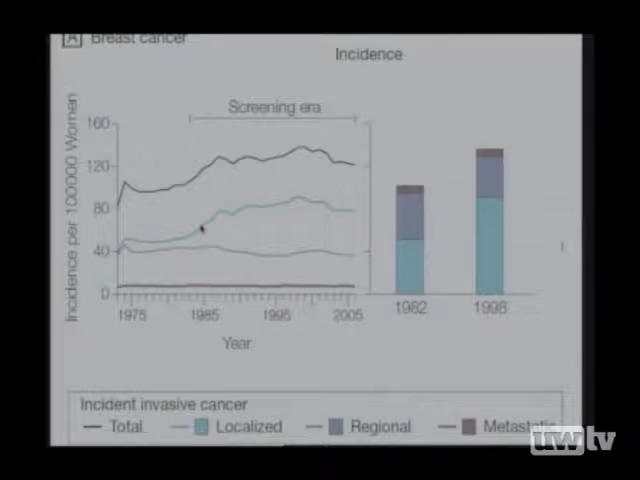 A Breast cancer
Incidence
Screening era
Incidence per 100000 Women
160
120
80
40
0
1975
1985
1995
2005
Year
1982
1998
Incident invasive cancer
Total
Localized
Regional
Metastatic
uwtv